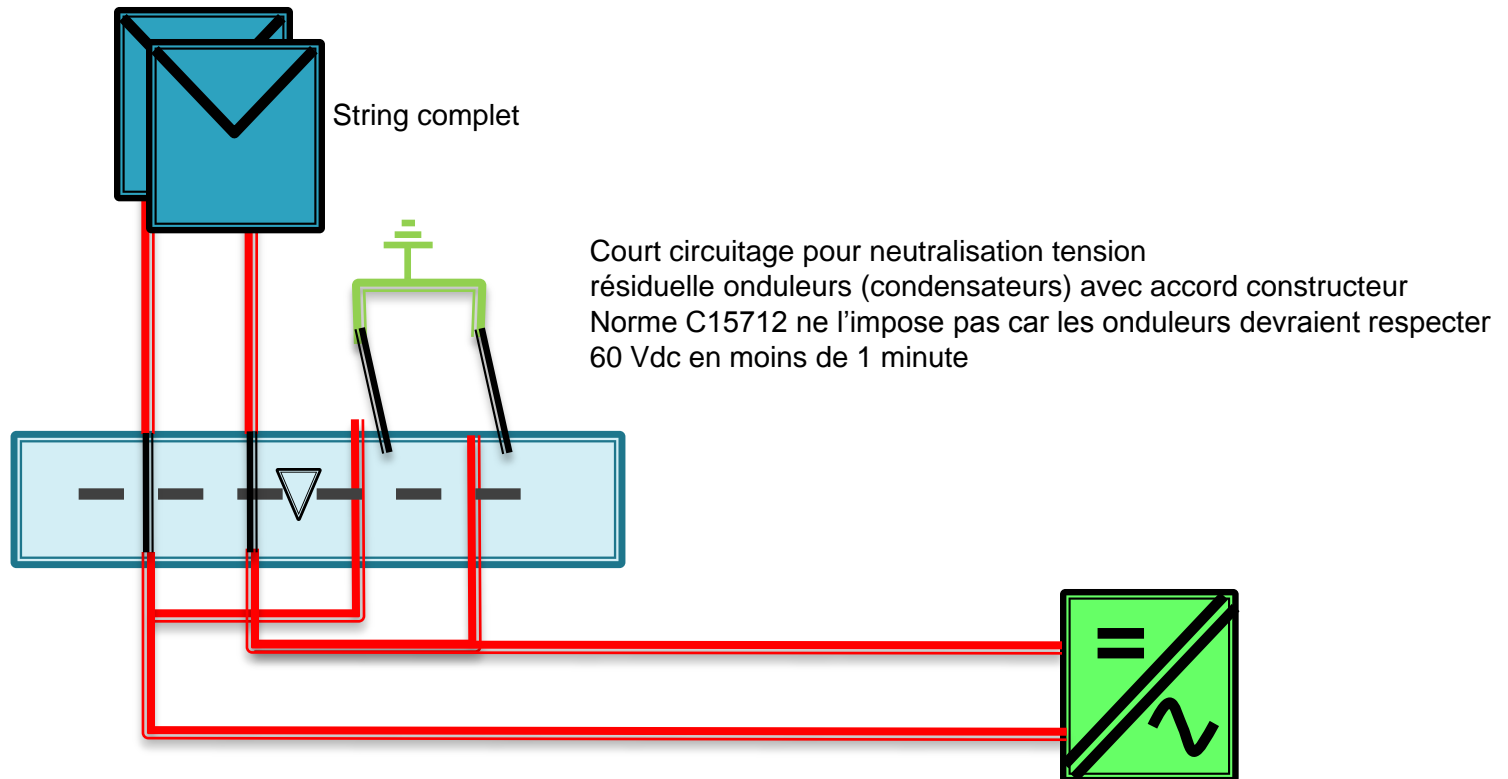 String complet
Court circuitage pour neutralisation tension
résiduelle onduleurs (condensateurs) avec accord constructeur
Norme C15712 ne l’impose pas car les onduleurs devraient respecter
60 Vdc en moins de 1 minute